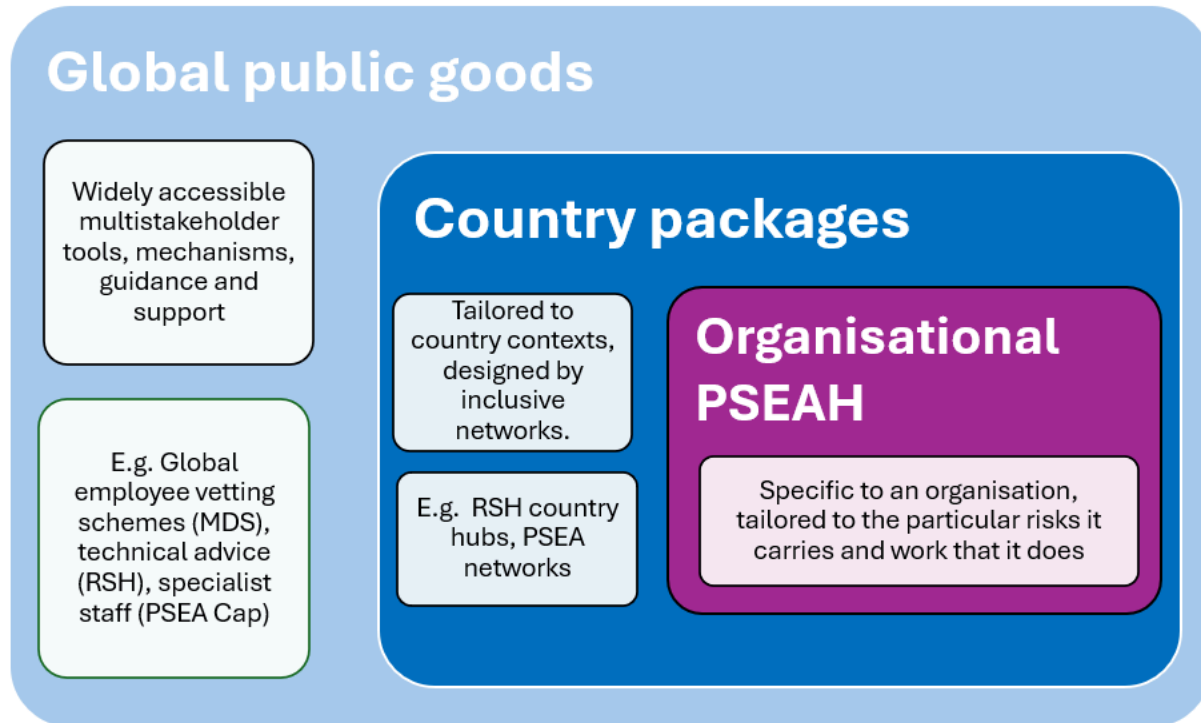 Global public goods
Widely accessible
multistakeholder
tools, mechanisms,
guidance and
support
E.g. Global
employee vetting
schemes (MDS),
technical advice
(RSH), specialist
staff (PSEA Cap)
Country packages
Tailored to
country contexts,
designed by
inclusive
networks.
E.g.  RSH country
hubs, PSEA
networks
Organisational
PSEAH
Specific to an organisation,
tailored to the particular risks it
carries and work that it does